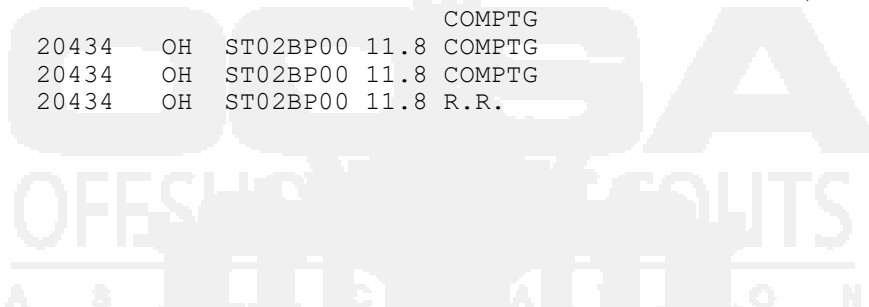 COMPTG
20434 OH ST02BP00 11.8 COMPTG
20434 OH ST02BP00 11.8 COMPTG
20434 OH ST02BP00 11.8 R.R.